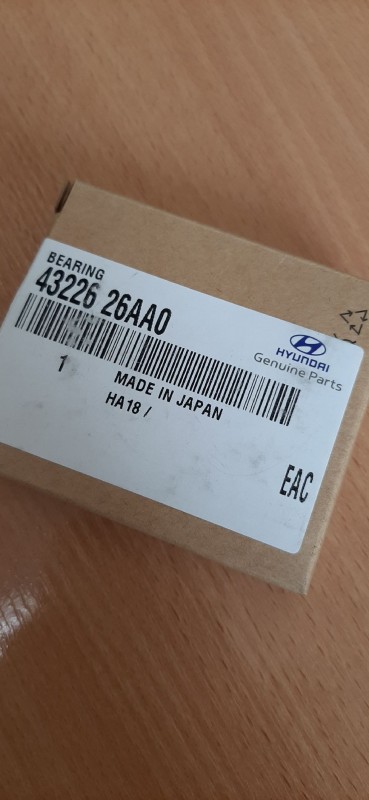 BEARING
43226 26AA0
HYUNDAI
Genuine Parts
1
MADE IN JAPAN
HA18 /
EAC